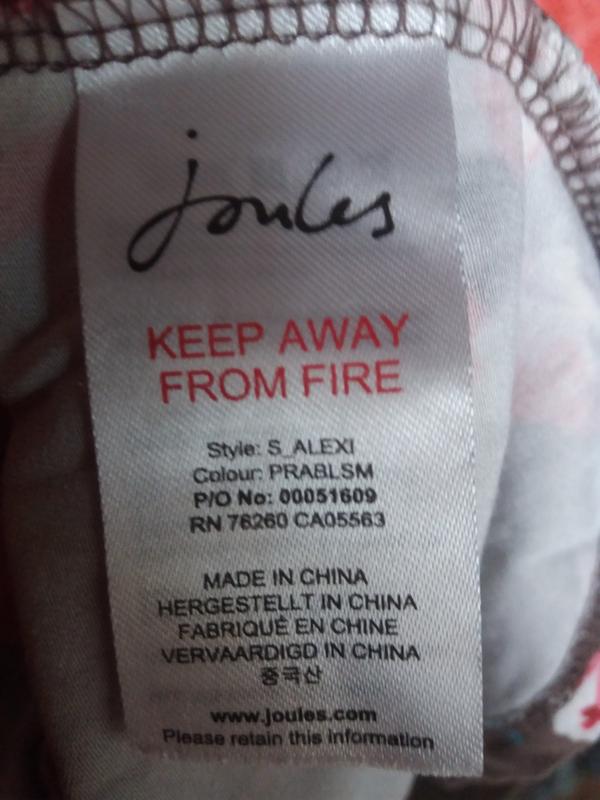 joules
KEEP AWAY
FROM FIRE
Style: S_ALEXI
Colour: PRABLSM
P/O No: 00051609
RN 76260 CA05563
MADE IN CHINA
HERGESTELLT IN CHINA
FABRIQUÉ EN CHINE
VERVAARDIGD IN CHINA
중국산
www.joules.com
Please retain this information